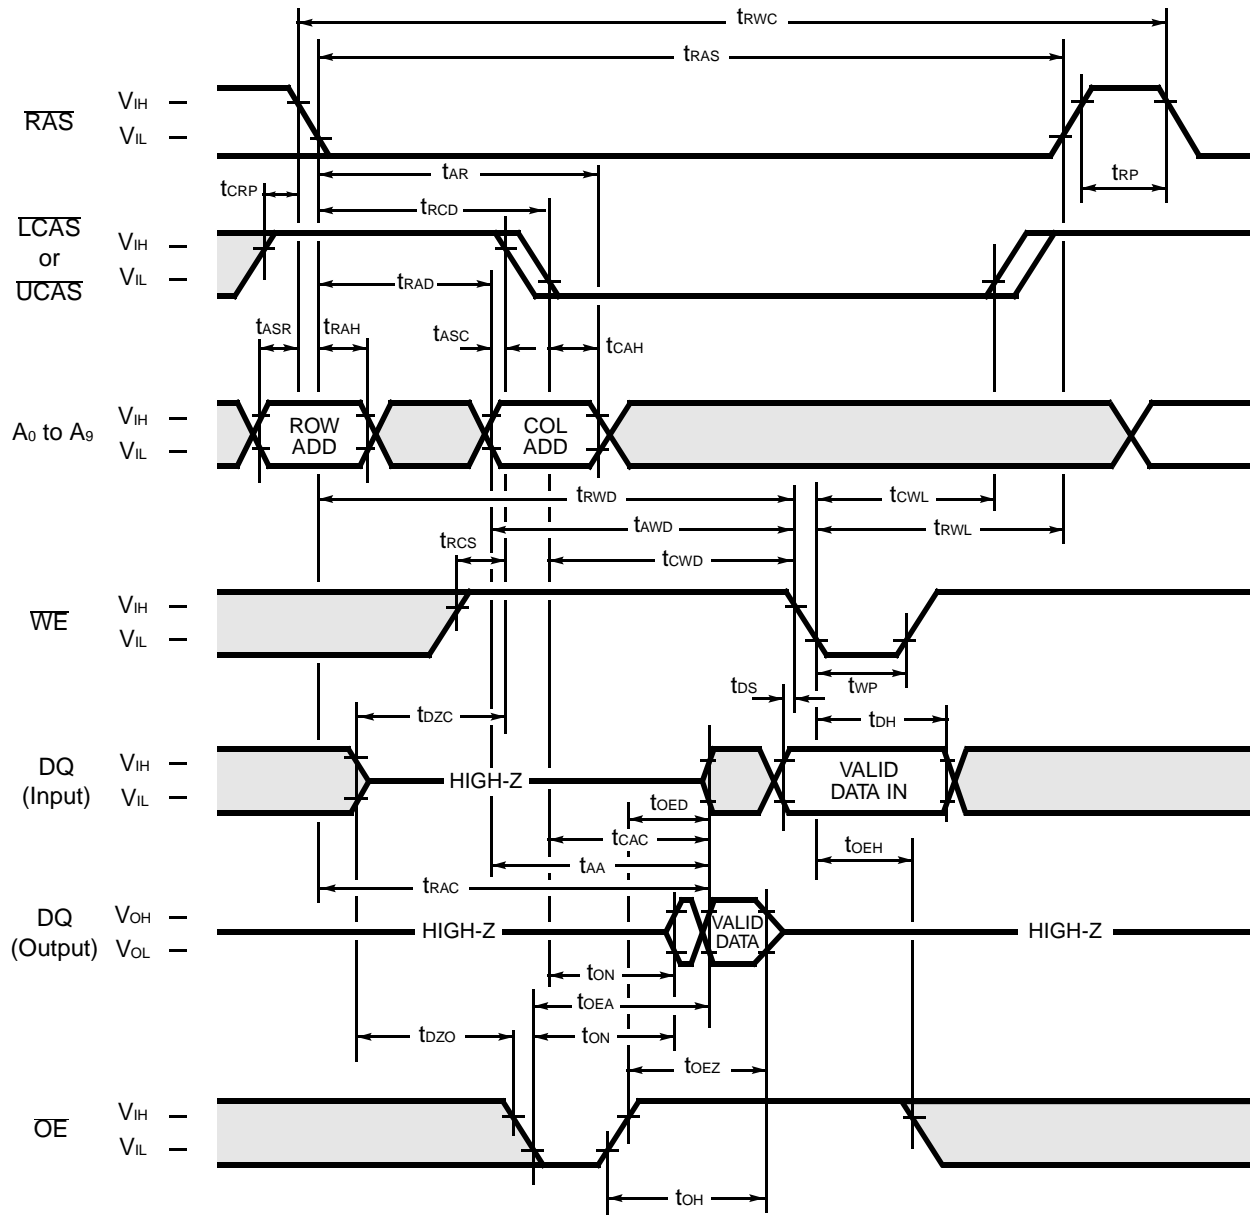 tRWC
tRAS
RAS
VIH
VIL
tAR
tCRP
tRP
tRCD
LCAS
or
UCAS
VIH
VIL
tRAD
tASR
tRAH
tASC
tCAH
A0 to A9
VIH
VIL
ROW
ADD
COL
ADD
tRWD
tCWL
tAWD
tRWL
tRCS
tCWD
WE
VIH
VIL
tDS
tWP
tDZC
tDH
DQ
(Input)
VIH
VIL
HIGH-Z
VALID
DATA IN
tOED
tCAC
tOEH
tAA
tRAC
DQ
(Output)
VOH
VOL
HIGH-Z
VALID
DATA
HIGH-Z
tON
tOEA
tDZO
tON
tOEZ
OE
VIH
VIL
tOH